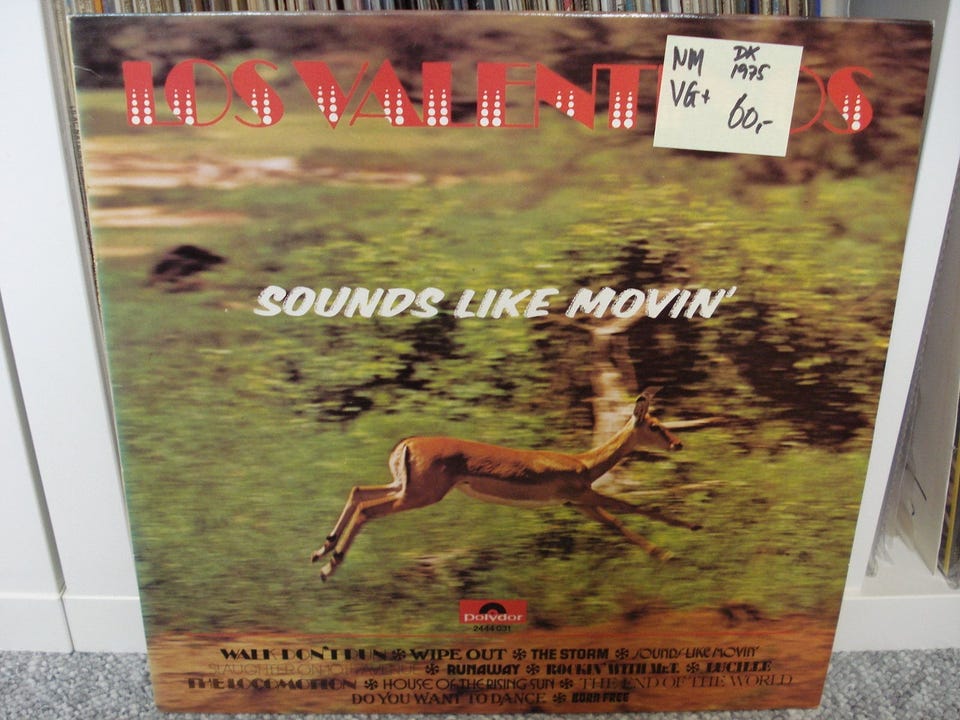 LOS VALENT OS
NM DK
1975
VG+ 60,-
SOUNDS LIKE MOVIN'
Polydor
2444 031
WALK DON'T RUN ✻ WIPE OUT ✻ THE STORM ✻ SOUNDS LIKE MOVIN'
SLAUGHTER ON ✻ RUNAWAY ✻ ROCKIN' WITH MR.T. ✻ LUCILLE
THE LOCOMOTION ✻ HOUSE OF THE RISING SUN ✻ THE END OF THE WORLD
DO YOU WANT TO DANCE ✻ BORN FREE